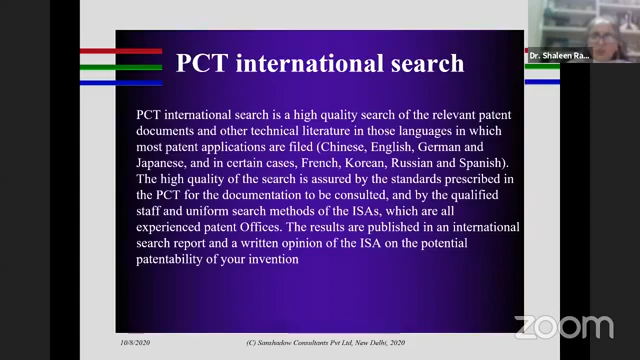 PCT international search
Dr. Shaleen Ra...
PCT international search is a high quality search of the relevant patent
documents and other technical literature in those languages in which
most patent applications are filed (Chinese, English, German and
Japanese, and in certain cases, French, Korean, Russian and Spanish).
The high quality of the search is assured by the standards prescribed in
the PCT for the documentation to be consulted, and by the qualified
staff and uniform search methods of the ISAs, which are all
experienced patent Offices. The results are published in an international
search report and a written opinion of the ISA on the potential
patentability of your invention
zoom
10/8/2020
(C) Sanshadow Consultants Pvt Ltd, New Delhi, 2020